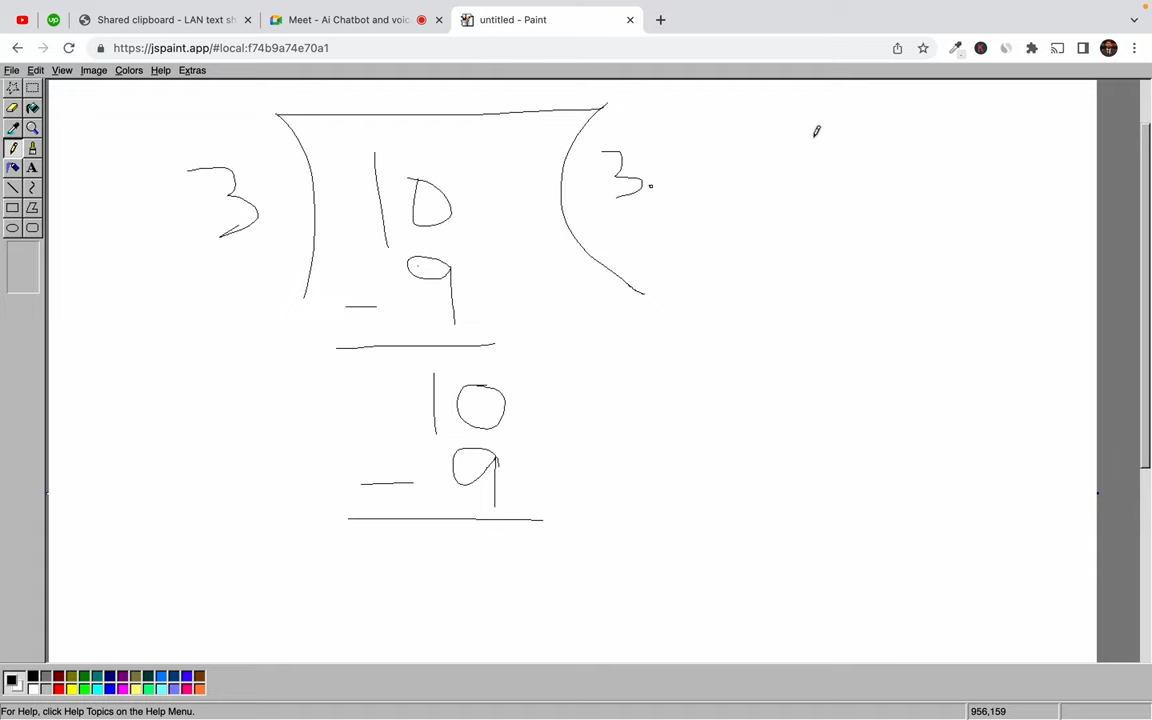 Shared clipboard - LAN text sh
Meet - Ai Chatbot and voic
untitled - Paint
https://jspaint.app/#local:f74b9a74e70a1
File Edit View Image Colors Help Extras
3 10 3.
- 9
10
- 9
For Help, click Help Topics on the Help Menu.
956,159